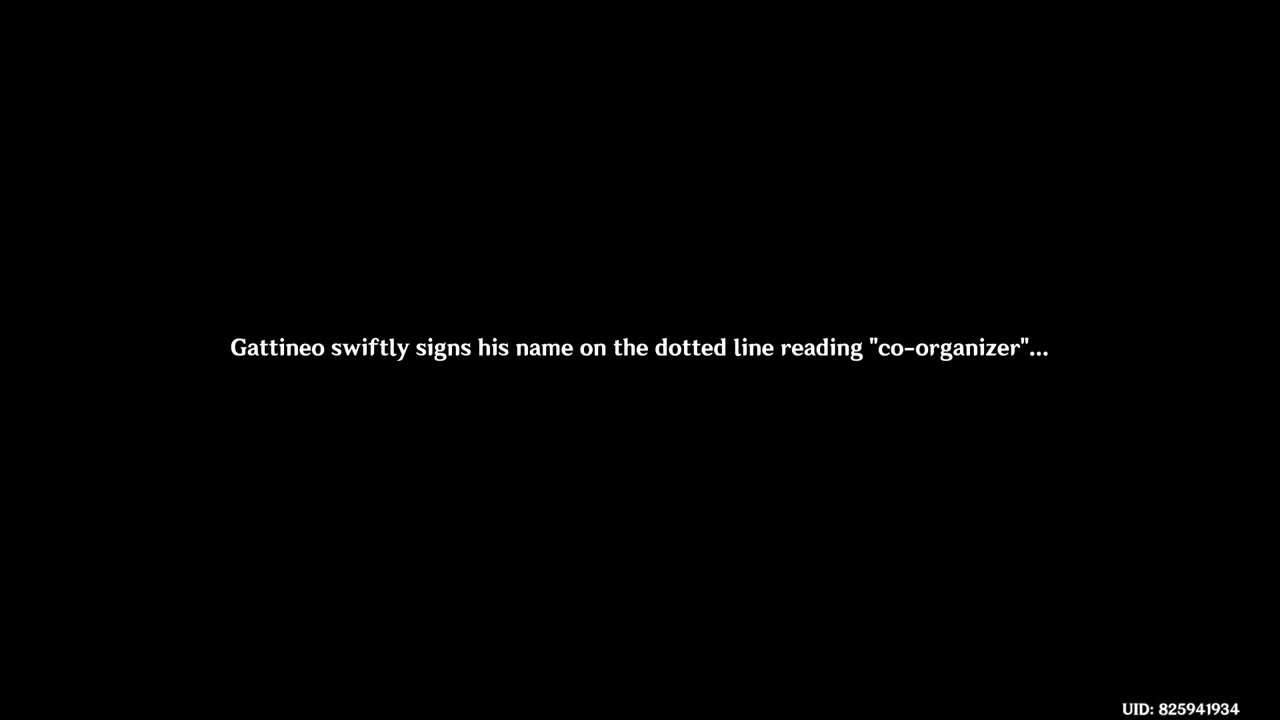 Gattineo swiftly signs his name on the dotted line reading "co-organizer"...
UID: 825941934